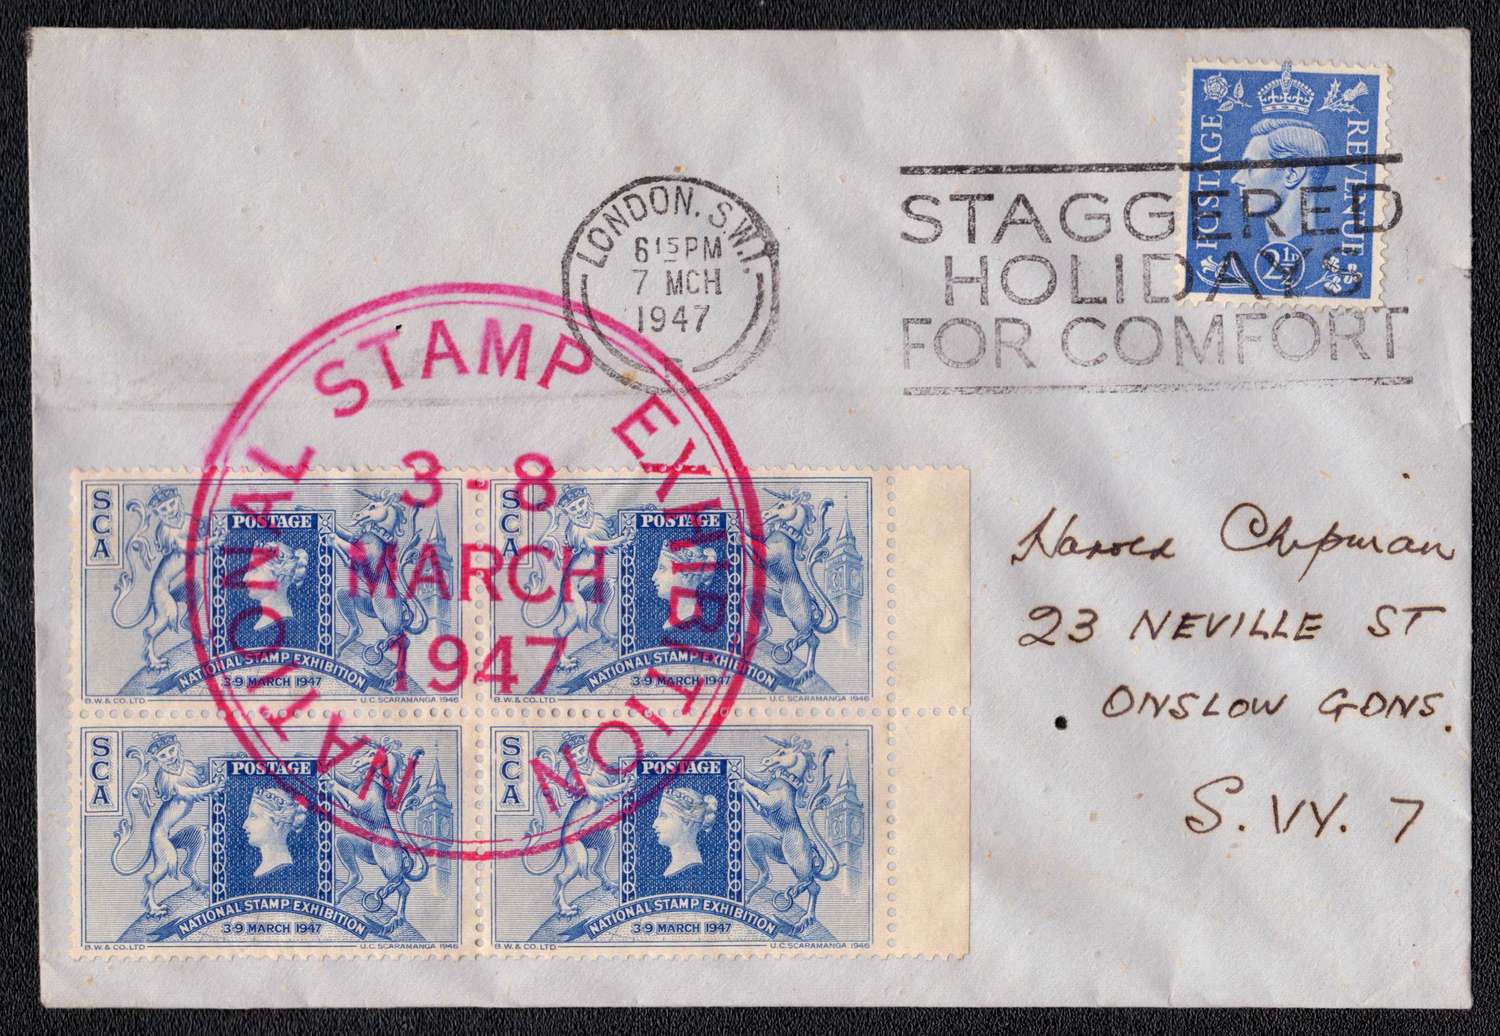 POSTAGE REVENUE
2½D
LONDON. S.W.1.
6 15 PM
7 MCH
1947
STAGGERED
HOLIDAYS
FOR COMFORT
NATIONAL STAMP EXHIBITION
3-8
MARCH
1947
SCA
POSTAGE
NATIONAL STAMP EXHIBITION
3-9 MARCH 1947
B.W. & CO. LTD U.C. SCARAMANGA 1946
SCA
POSTAGE
NATIONAL STAMP EXHIBITION
3-9 MARCH 1947
B.W. & CO. LTD U.C. SCARAMANGA 1946
SCA
POSTAGE
NATIONAL STAMP EXHIBITION
3-9 MARCH 1947
B.W. & CO. LTD U.C. SCARAMANGA 1946
SCA
POSTAGE
NATIONAL STAMP EXHIBITION
3-9 MARCH 1947
B.W. & CO. LTD U.C. SCARAMANGA 1946
Harold Chapman
23 NEVILLE ST
ONSLOW GDNS.
S.W. 7